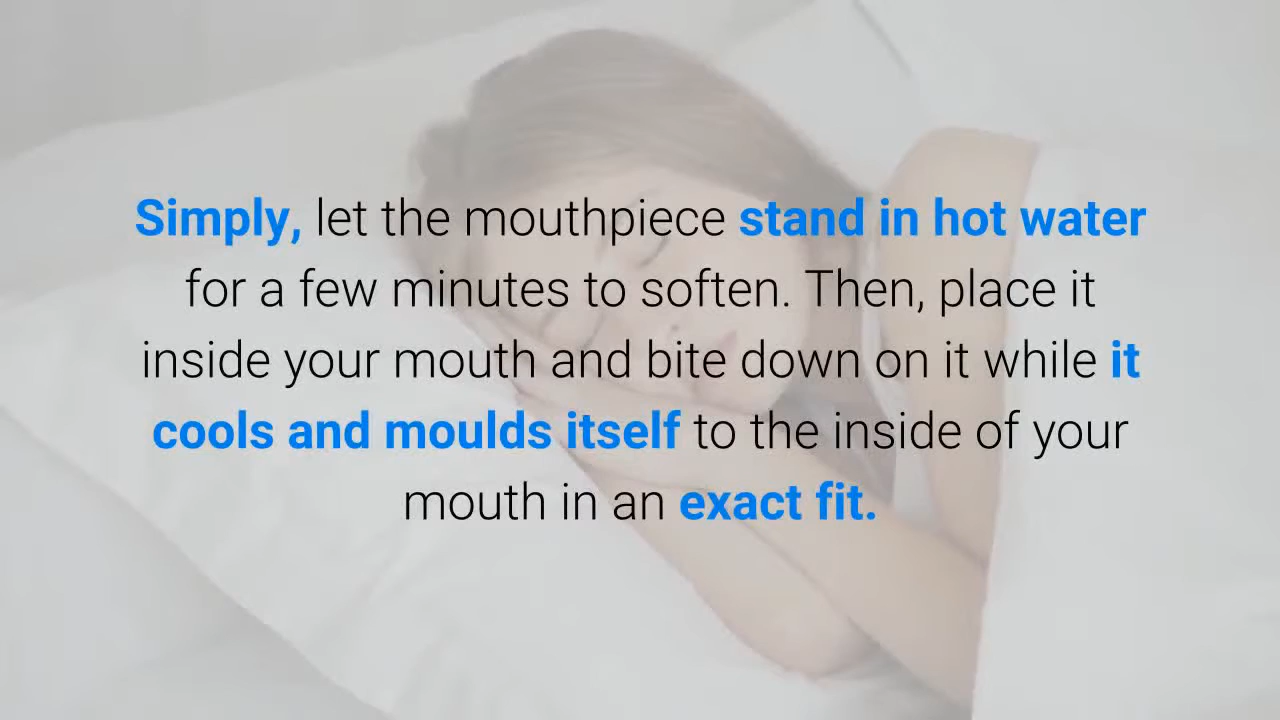 Simply, let the mouthpiece stand in hot water
for a few minutes to soften. Then, place it
inside your mouth and bite down on it while it
cools and moulds itself to the inside of your
mouth in an exact fit.